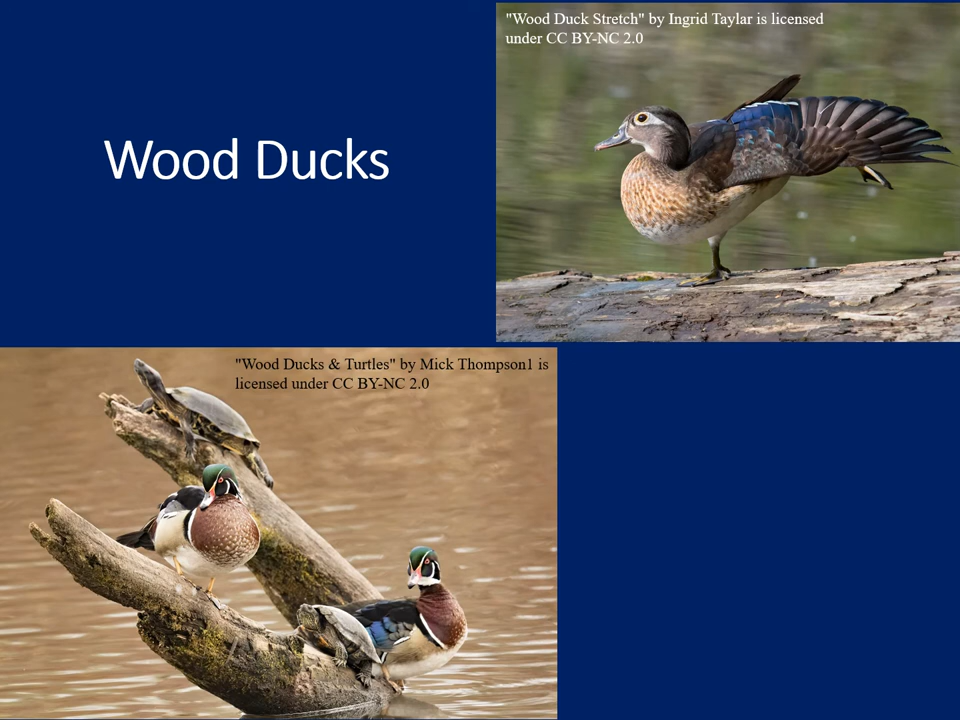 "Wood Duck Stretch" by Ingrid Taylar is licensed
under CC BY-NC 2.0
Wood Ducks
"Wood Ducks & Turtles" by Mick Thompson1 is
licensed under CC BY-NC 2.0